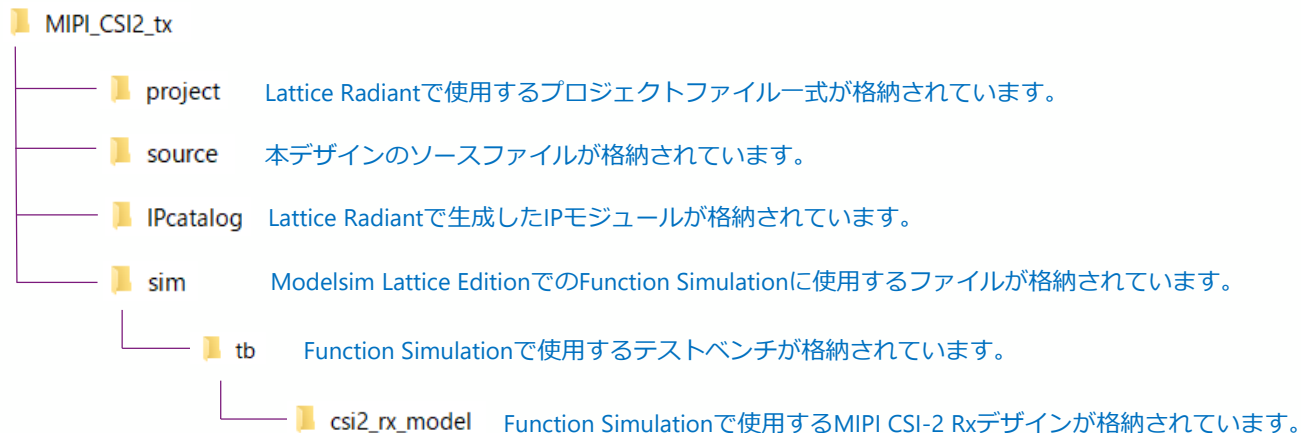 MIPI_CSI2_tx
project Lattice Radiantで使用するプロジェクトファイル一式が格納されています。
source 本デザインのソースファイルが格納されています。
IPcatalog Lattice Radiantで生成したIPモジュールが格納されています。
sim Modelsim Lattice EditionでのFunction Simulationに使用するファイルが格納されています。
tb Function Simulationで使用するテストベンチが格納されています。
csi2_rx_model Function Simulationで使用するMIPI CSI-2 Rxデザインが格納されています。